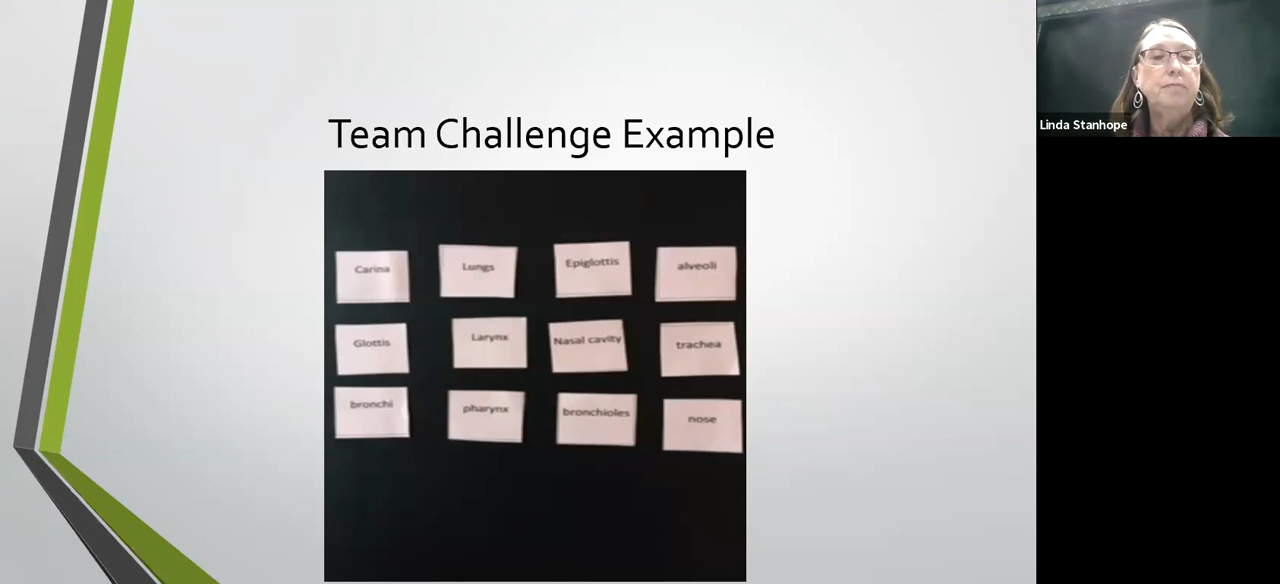 Team Challenge Example
Linda Stanhope
Carina
Lungs
Epiglottis
alveoli
Glottis
Larynx
Nasal cavity
trachea
bronchi
pharynx
bronchioles
nose